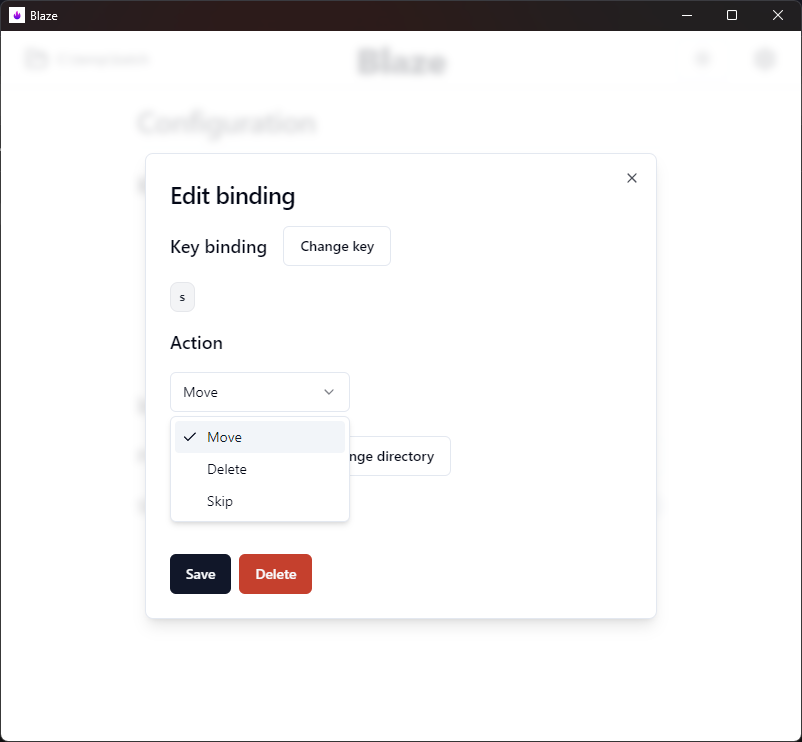 Blaze
Blaze
Configuration
Edit binding
Key binding
Change key
s
Action
Move
Move
Delete
Skip
nge directory
Save
Delete